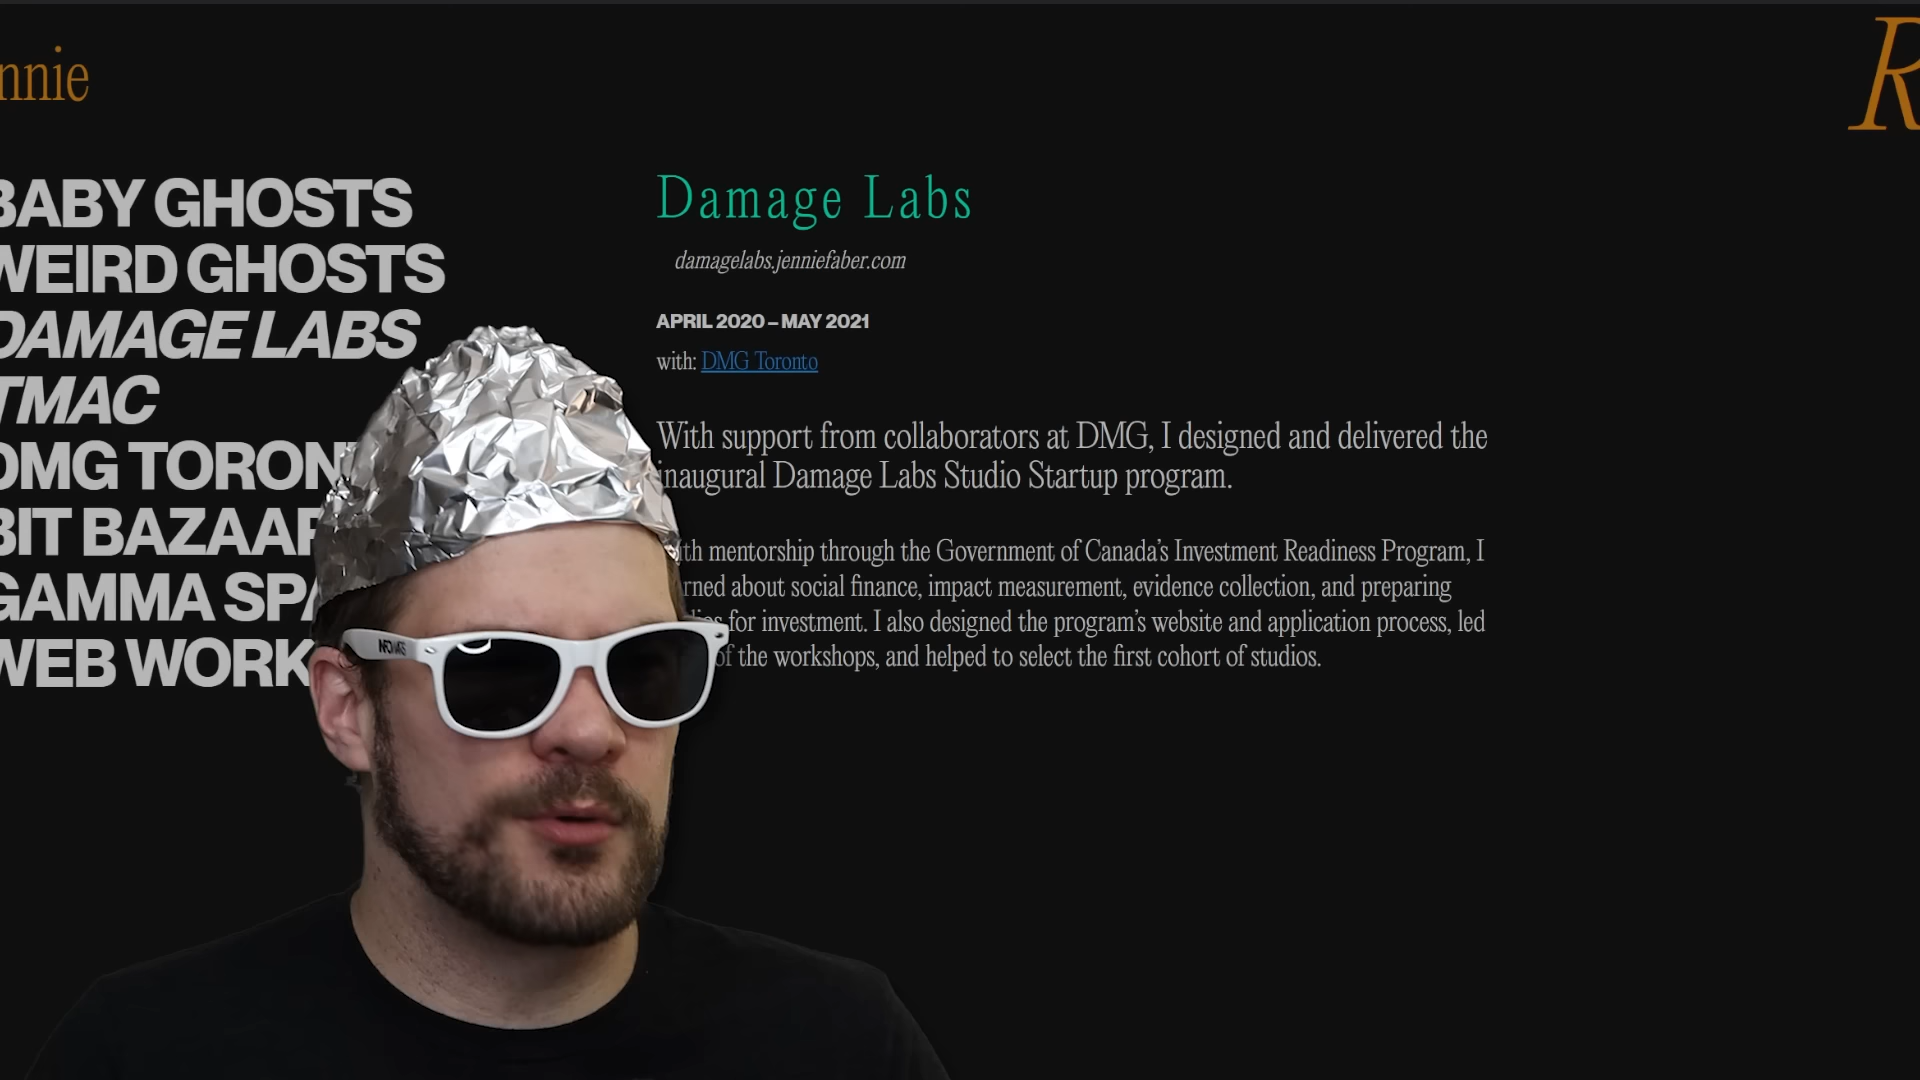 nnie
R
BABY GHOSTS
WEIRD GHOSTS
DAMAGE LABS
TMAC
DMG TORON
BIT BAZAAR
GAMMA SPA
WEB WORK
Damage Labs
damagelabs.jenniefaber.com
APRIL 2020 – MAY 2021
with: DMG Toronto
With support from collaborators at DMG, I designed and delivered the
inaugural Damage Labs Studio Startup program.
th mentorship through the Government of Canada’s Investment Readiness Program, I
rned about social finance, impact measurement, evidence collection, and preparing
for investment. I also designed the program’s website and application process, led
of the workshops, and helped to select the first cohort of studios.